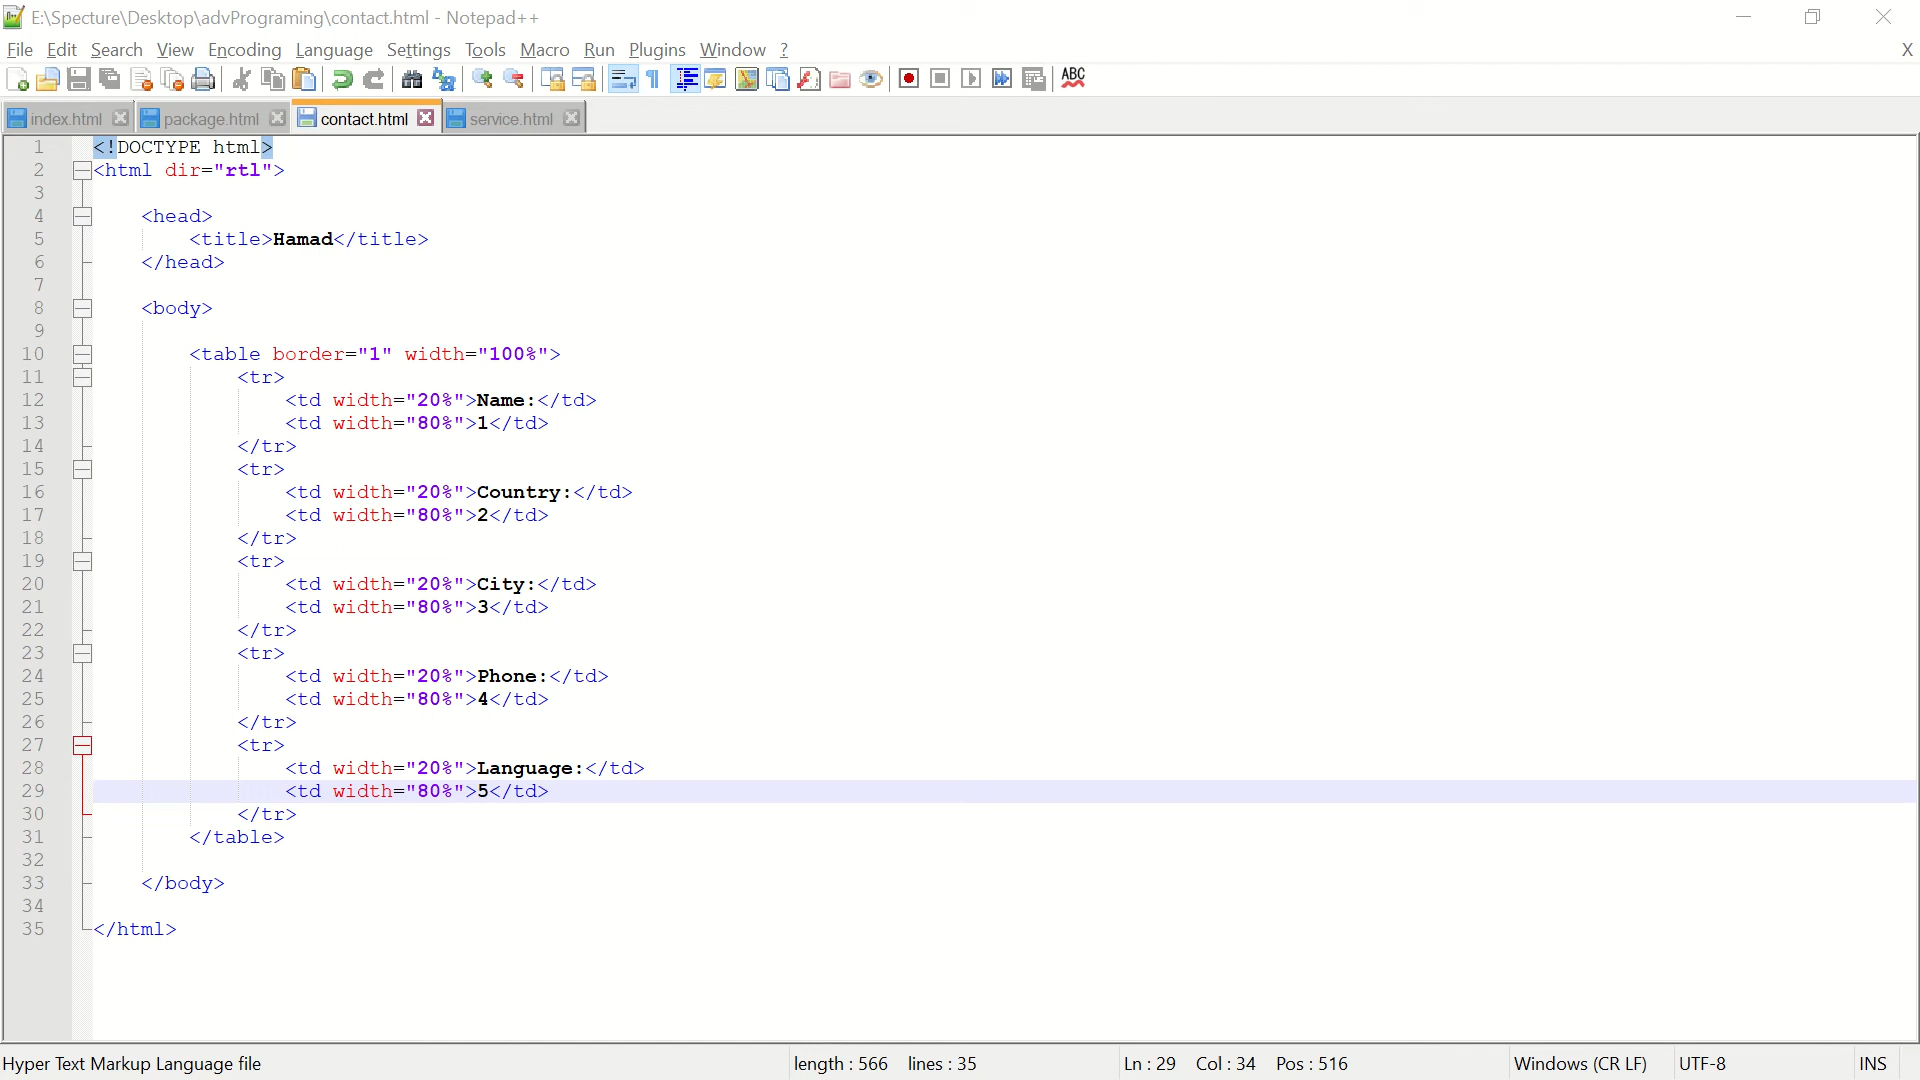 E:\Specture\Desktop\advPrograming\contact.html - Notepad++
File Edit Search View Encoding Language Settings Tools Macro Run Plugins Window ? X
ABC
index.html package.html contact.html service.html
1 <!DOCTYPE html>
2 <html dir="rtl">
3
4 <head>
5 <title>Hamad</title>
6 </head>
7
8 <body>
9
10 <table border="1" width="100%">
11 <tr>
12 <td width="20%">Name:</td>
13 <td width="80%">1</td>
14 </tr>
15 <tr>
16 <td width="20%">Country:</td>
17 <td width="80%">2</td>
18 </tr>
19 <tr>
20 <td width="20%">City:</td>
21 <td width="80%">3</td>
22 </tr>
23 <tr>
24 <td width="20%">Phone:</td>
25 <td width="80%">4</td>
26 </tr>
27 <tr>
28 <td width="20%">Language:</td>
29 <td width="80%">5</td>
30 </tr>
31 </table>
32
33 </body>
34
35 </html>
Hyper Text Markup Language file length : 566 lines : 35 Ln : 29 Col : 34 Pos : 516 Windows (CR LF) UTF-8 INS